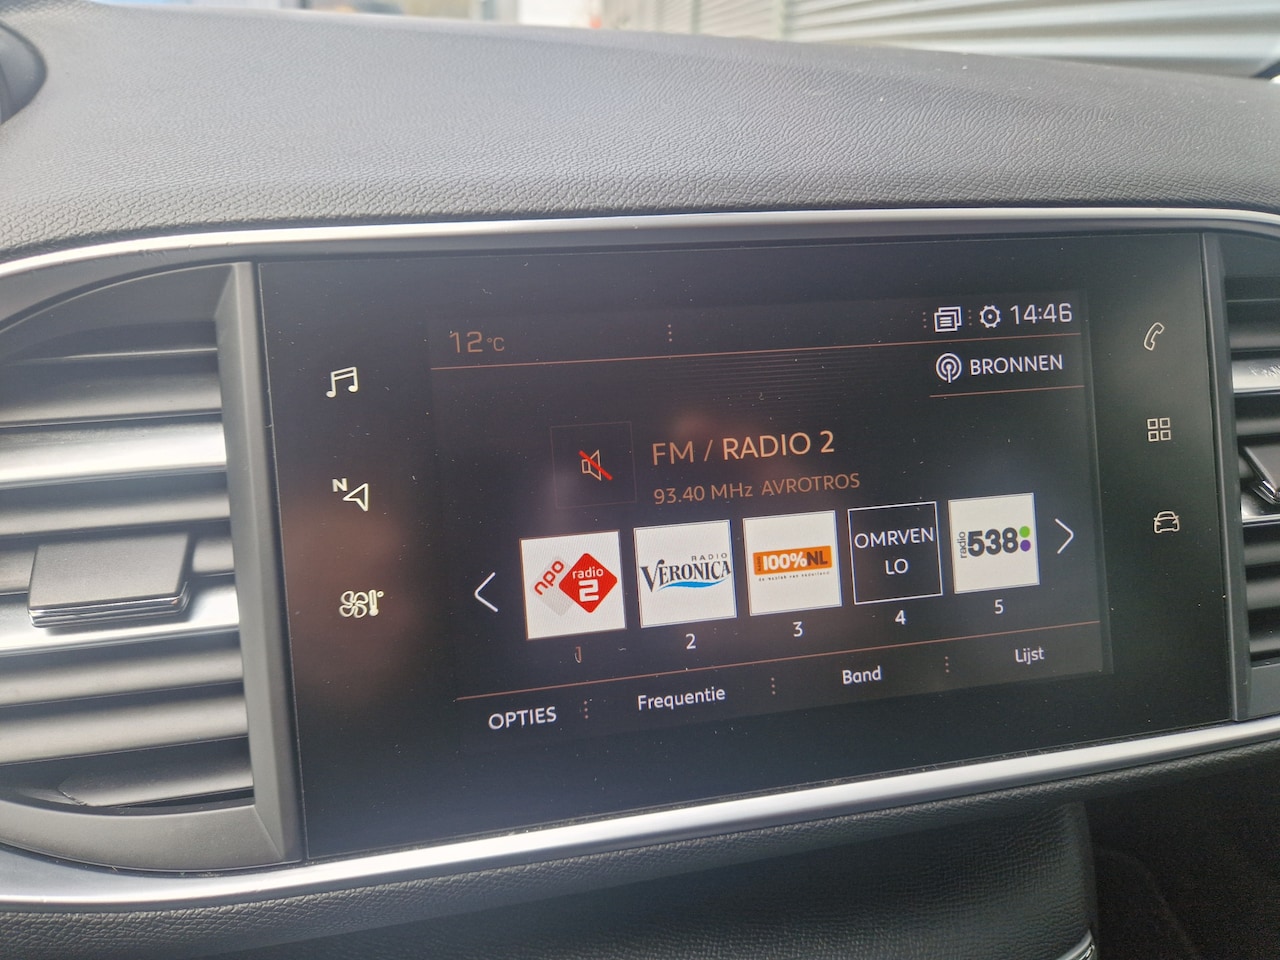 12°C
14:46
BRONNEN
N
FM / RADIO 2
93.40 MHz AVROTROS
npo radio 2
RADIO VERONICA
100%NL
OMRVEN
LO
radio 538
2
3
4
5
OPTIES
Frequentie
Band
Lijst